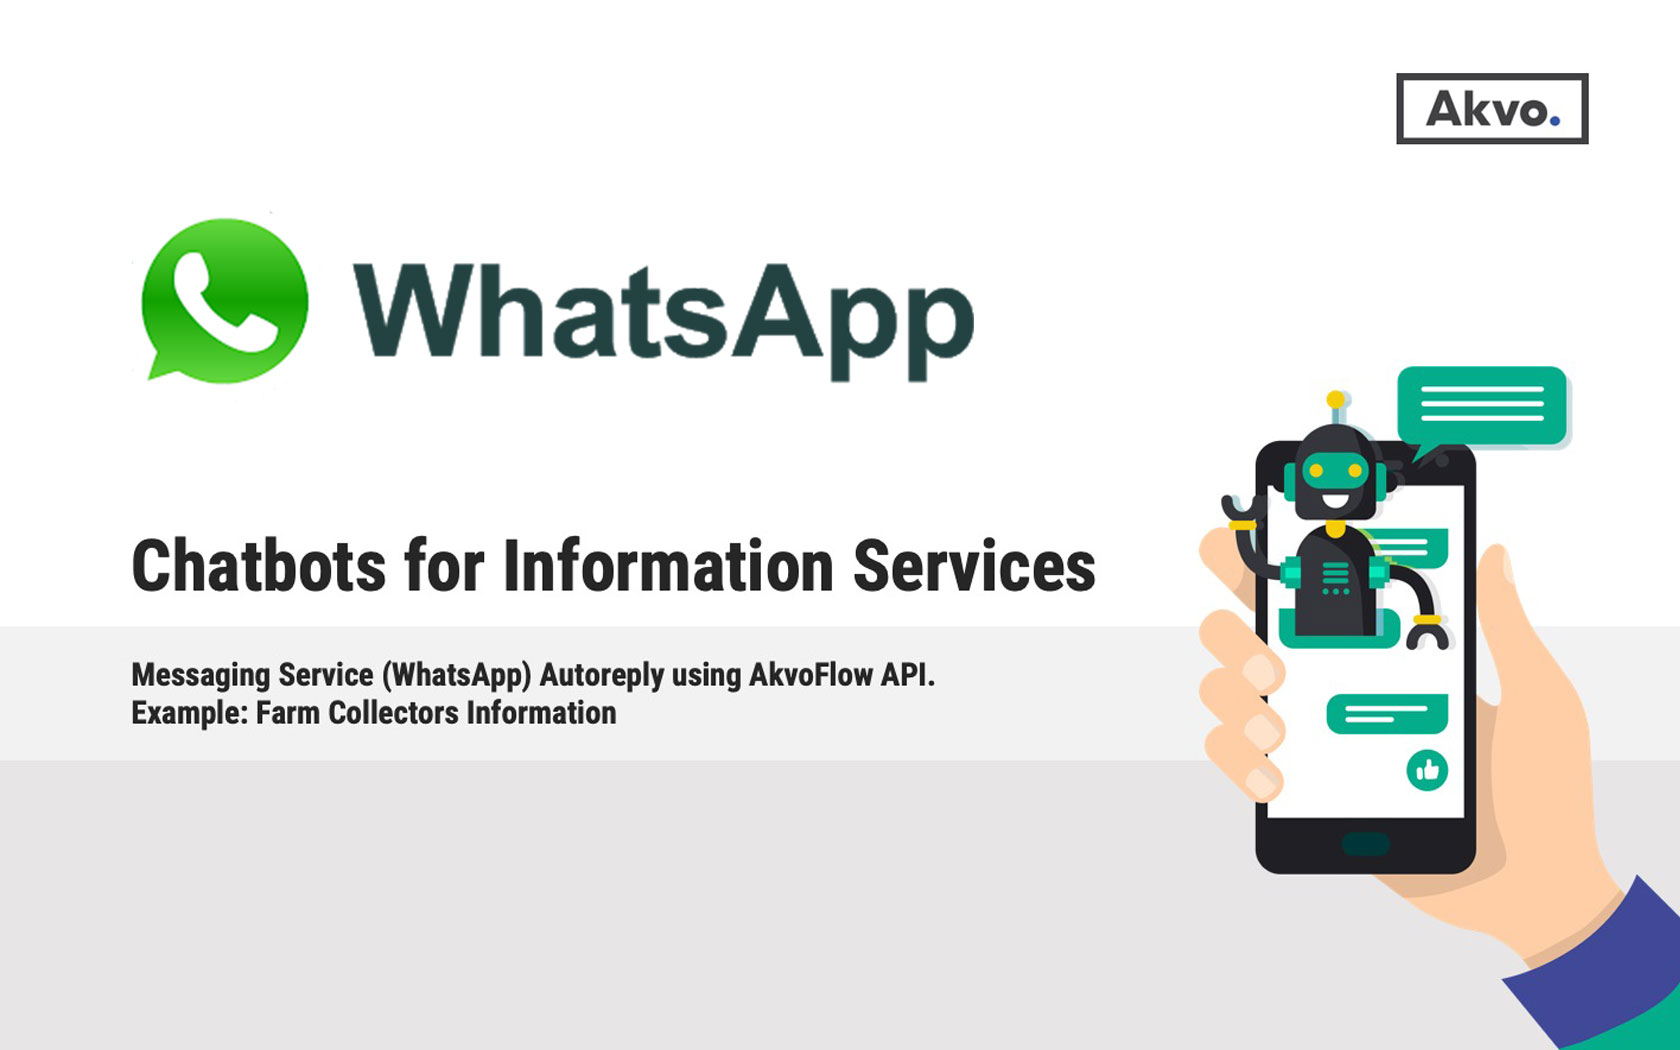 Akvo.
WhatsApp
Chatbots for Information Services
Messaging Service (WhatsApp) Autoreply using AkvoFlow API.
Example: Farm Collectors Information